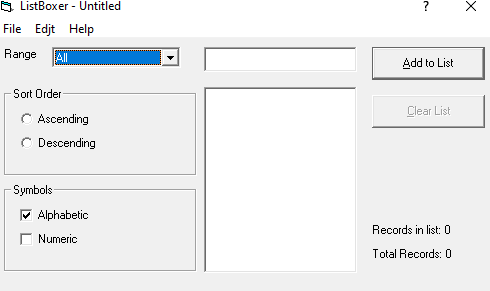 ListBoxer - Untitled
File Edjt Help
Range All Add to List
Sort Order
Ascending
Descending
Clear List
Symbols
Alphabetic
Numeric
Records in list: 0
Total Records: 0